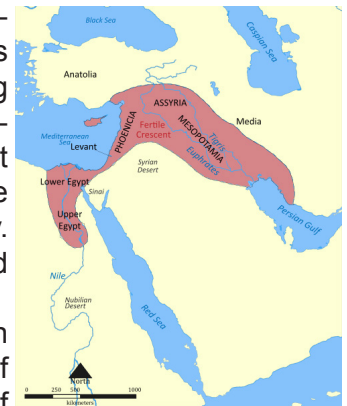 –
s
g
–
t
e
y.
d
n
f
f
Black Sea
Caspian Sea
Anatolia
ASSYRIA
Media
PHOENICIA
Fertile
Crescent
MESOPOTAMIA
Tigris
Euphrates
Mediterranean
Sea
Levant
Syrian
Desert
Lower Egypt
Sinai
Upper
Egypt
Persian Gulf
Nile
Nubilian
Desert
Red Sea
North
0 250 1000
kilometers